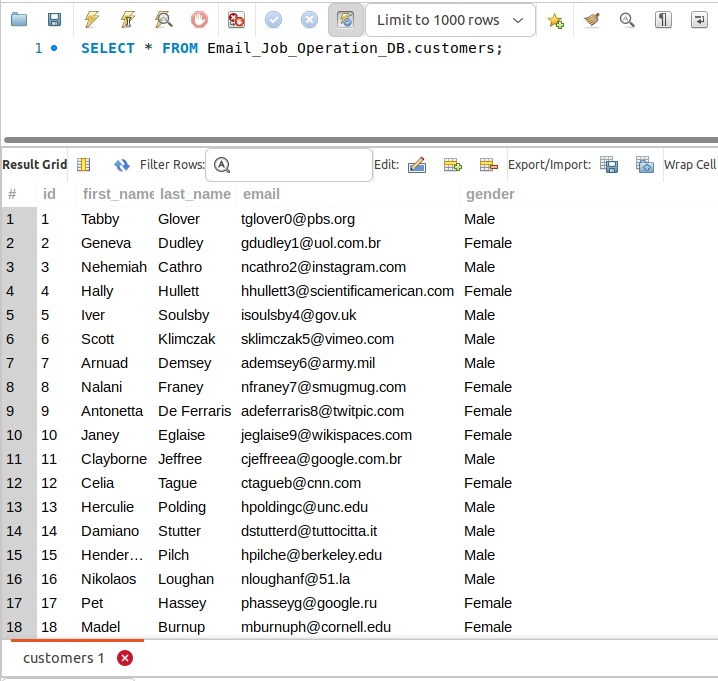 Limit to 1000 rows
1 SELECT * FROM Email_Job_Operation_DB.customers;
Result Grid Filter Rows: Edit: Export/Import: Wrap Cell
# id first_name last_name email gender
1 1 Tabby Glover tglover0@pbs.org Male
2 2 Geneva Dudley gdudley1@uol.com.br Female
3 3 Nehemiah Cathro ncathro2@instagram.com Male
4 4 Hally Hullett hhullett3@scientificamerican.com Female
5 5 Iver Soulsby isoulsby4@gov.uk Male
6 6 Scott Klimczak sklimczak5@vimeo.com Male
7 7 Arnuad Demsey ademsey6@army.mil Male
8 8 Nalani Franey nfraney7@smugmug.com Female
9 9 Antonetta De Ferraris adeferraris8@twitpic.com Female
10 10 Janey Eglaise jeglaise9@wikispaces.com Female
11 11 Clayborne Jeffree cjeffreea@google.com.br Male
12 12 Celia Tague ctagueb@cnn.com Female
13 13 Herculie Polding hpoldingc@unc.edu Male
14 14 Damiano Stutter dstutterd@tuttocitta.it Male
15 15 Hender… Pilch hpilche@berkeley.edu Male
16 16 Nikolaos Loughan nloughanf@51.la Male
17 17 Pet Hassey phasseyg@google.ru Female
18 18 Madel Burnup mburnuph@cornell.edu Female
customers 1